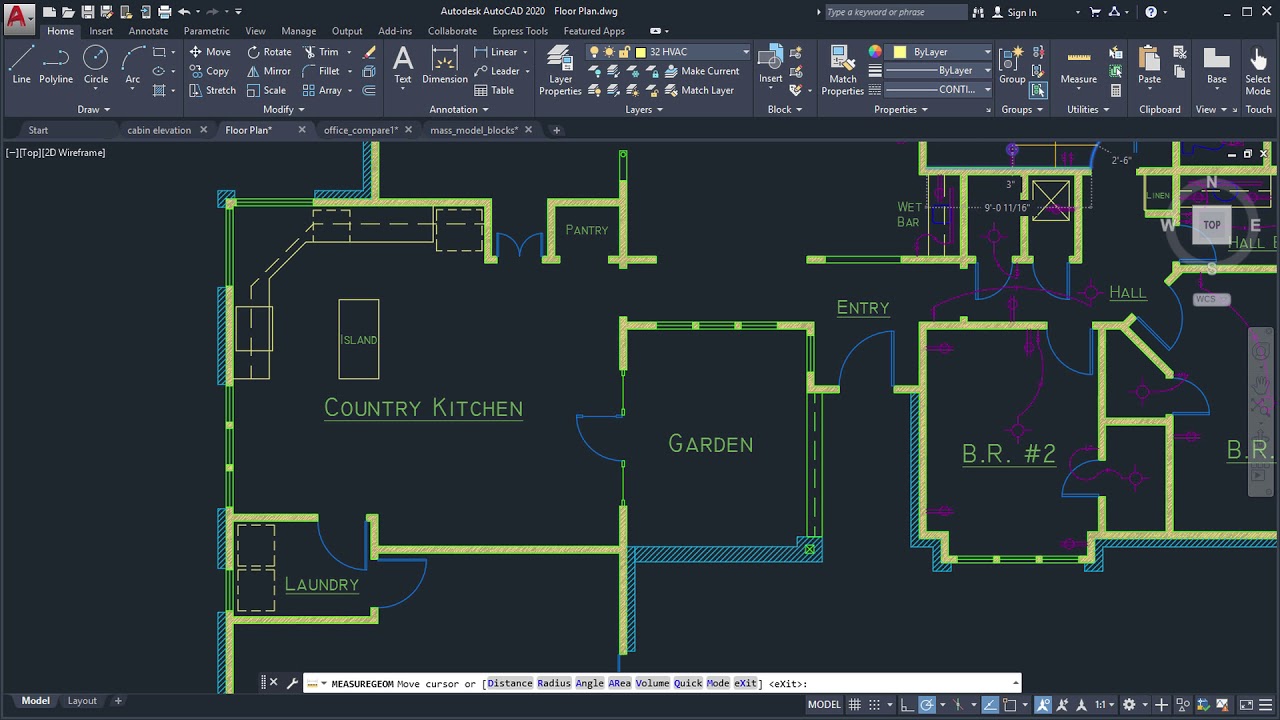 Autodesk AutoCAD 2020 Floor Plan.dwg
Type a keyword or phrase
Sign In
Home Insert Annotate Parametric View Manage Output Add-ins Collaborate Express Tools Featured Apps
Line Polyline Circle Arc
Move Rotate Trim
Copy Mirror Fillet
Stretch Scale Array
Text Dimension
Linear
Leader
Table
Layer Properties
32 HVAC
Make Current
Match Layer
Insert
Match Properties
ByLayer
ByLayer
CONTI...
Group Measure Paste Base Select Mode
Draw Modify Annotation Layers Block Properties Groups Utilities Clipboard View Touch
Start cabin elevation Floor Plan* office_compare1* mass_model_blocks*
[−][Top][2D Wireframe]
2'-6"
3"
9'-0 11/16"
LINEN
N
W TOP E
S
WCS
WET
BAR
PANTRY
HALL
ENTRY
HALL
ISLAND
COUNTRY KITCHEN
GARDEN
B.R. #2
B.R.
LAUNDRY
MEASUREGEOM Move cursor or [Distance Radius Angle ARea Volume Quick Mode eXit] <eXit>:
Model Layout
MODEL
1:1